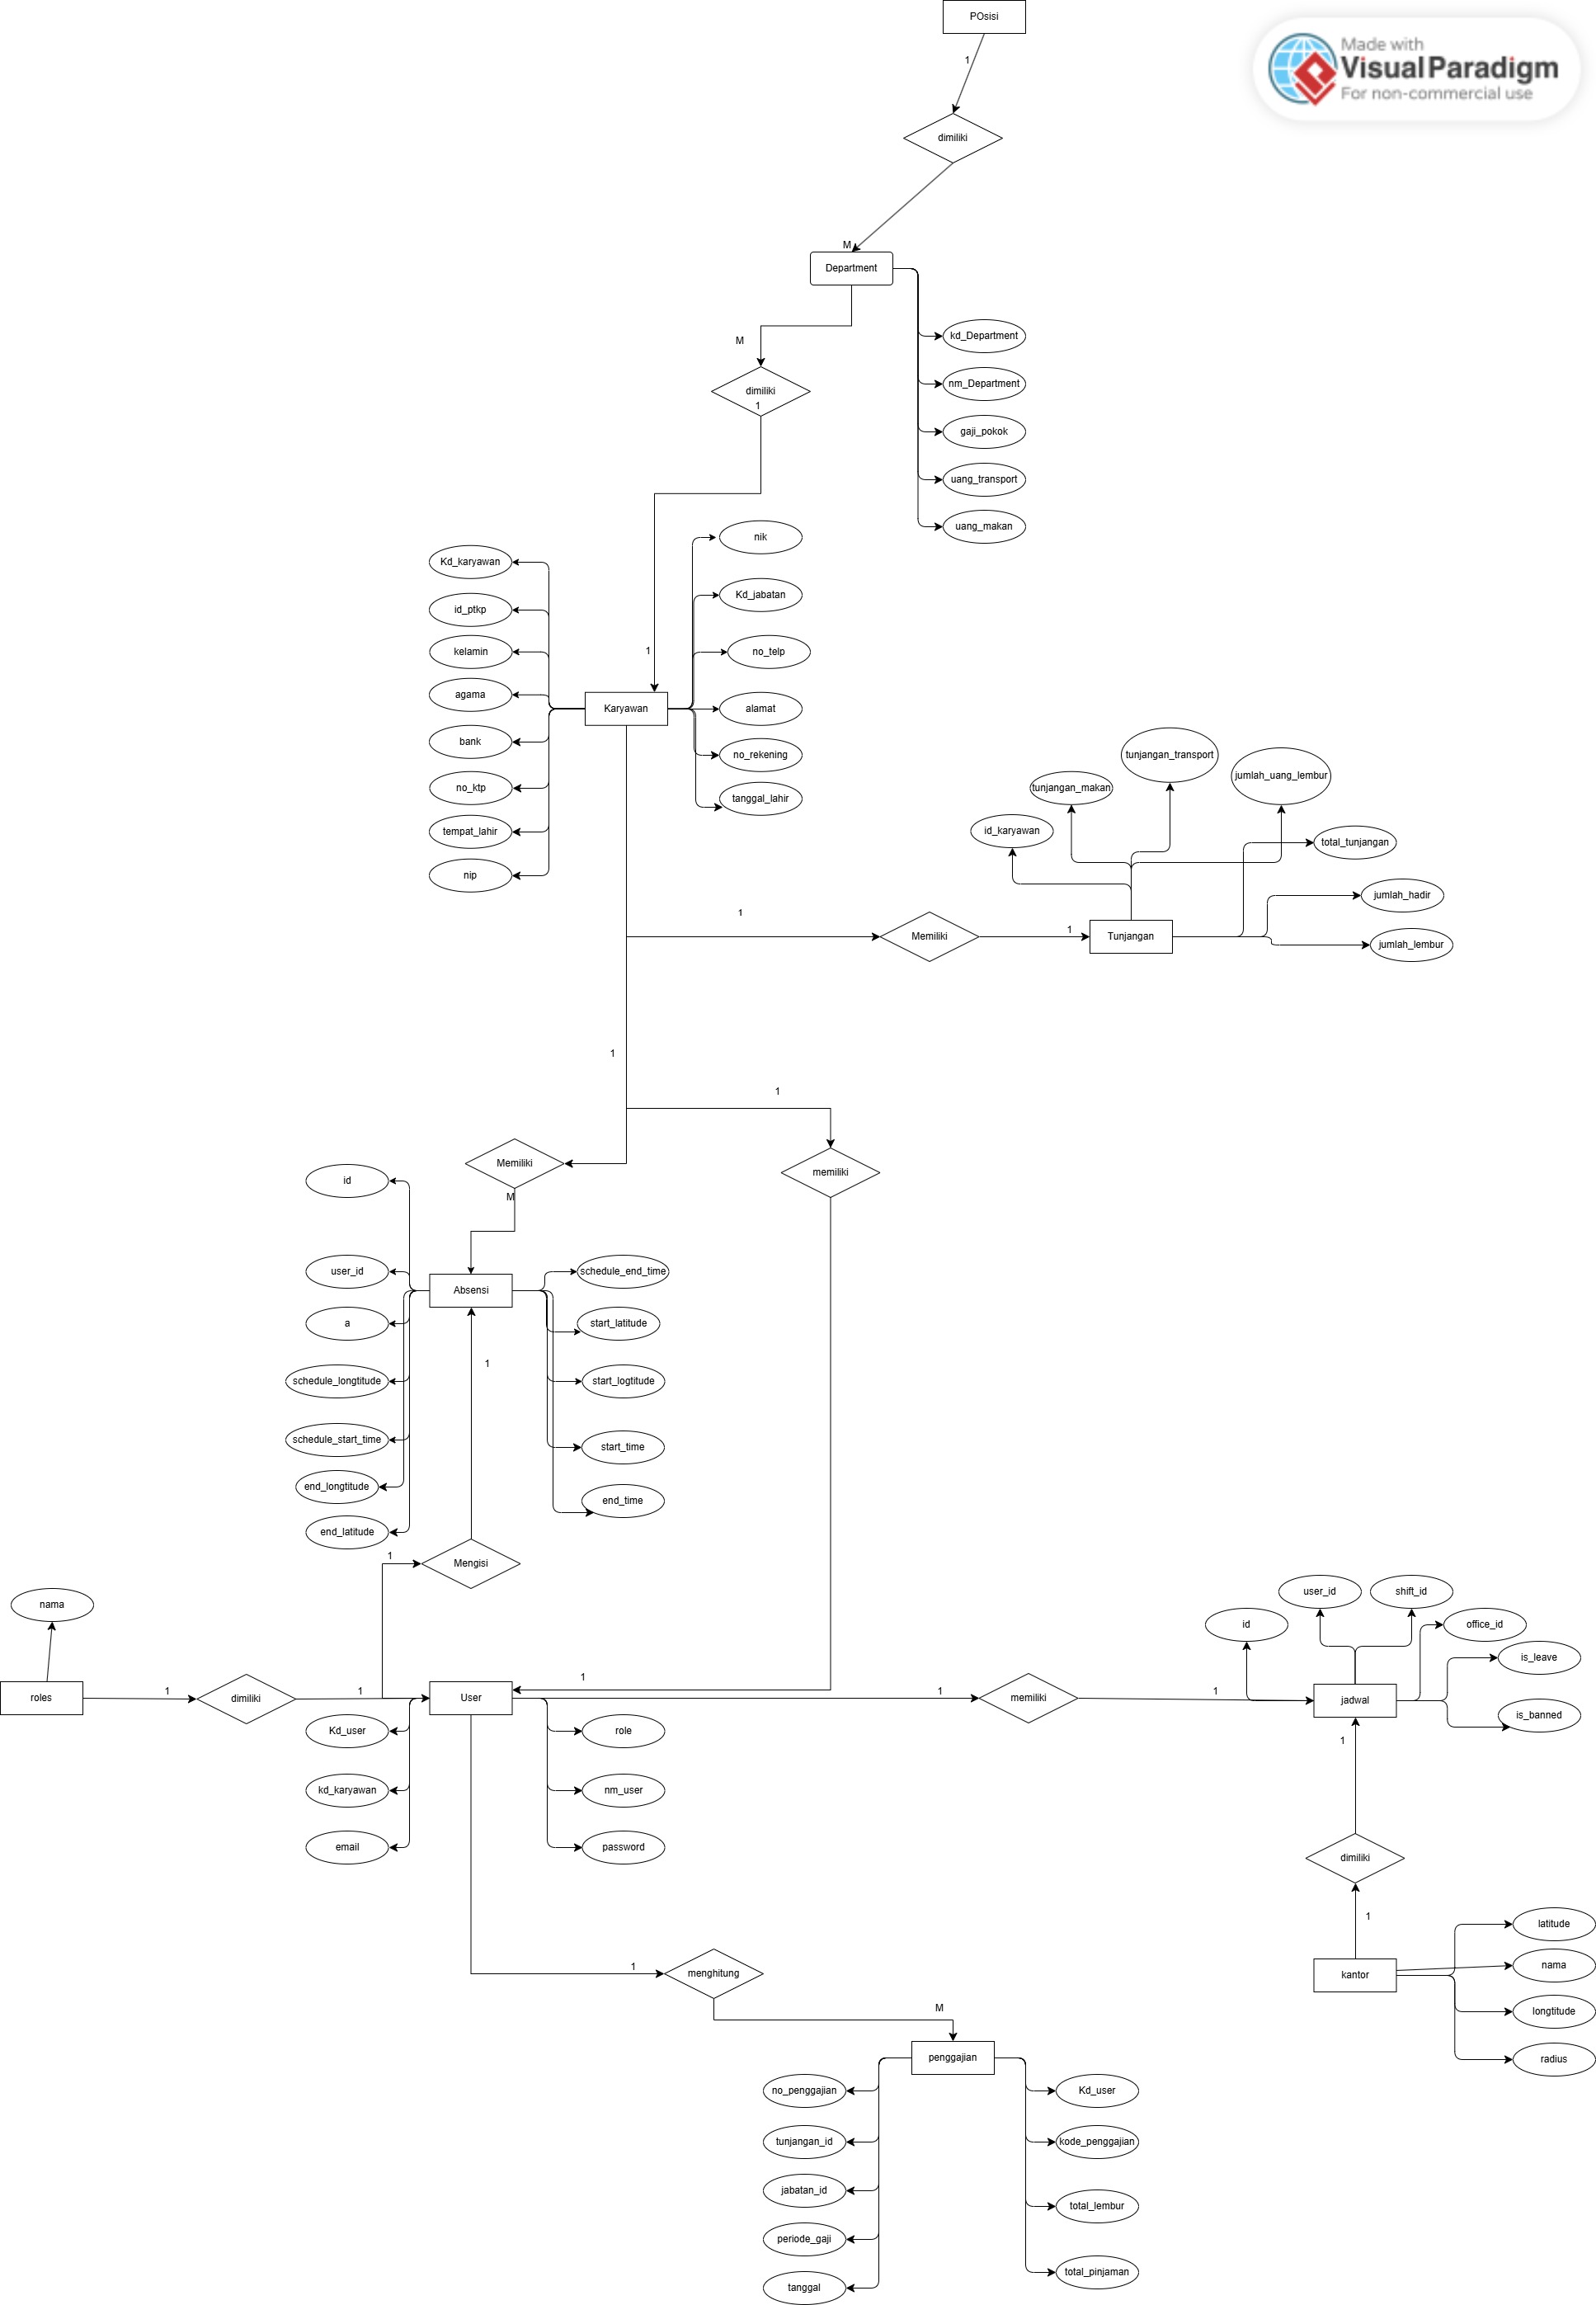 POsisi
Made with
Visual Paradigm
For non-commercial use
1
dimiliki
M
Department
kd_Department
M
nm_Department
dimiliki
1
gaji_pokok
uang_transport
uang_makan
nik
Kd_karyawan
Kd_jabatan
id_ptkp
kelamin
1
no_telp
agama
Karyawan
alamat
bank
no_rekening
no_ktp
tanggal_lahir
tempat_lahir
nip
tunjangan_transport
jumlah_uang_lembur
tunjangan_makan
id_karyawan
total_tunjangan
jumlah_hadir
1
Memiliki
1
Tunjangan
jumlah_lembur
1
1
Memiliki
memiliki
id
M
user_id
schedule_end_time
Absensi
a
start_latitude
1
schedule_longtitude
start_logtitude
schedule_start_time
start_time
end_longtitude
end_time
end_latitude
1
Mengisi
nama
user_id
shift_id
id
office_id
is_leave
1
roles
1
dimiliki
1
User
1
memiliki
1
jadwal
is_banned
Kd_user
role
1
kd_karyawan
nm_user
email
password
dimiliki
1
latitude
1
menghitung
nama
kantor
longtitude
M
radius
penggajian
no_penggajian
Kd_user
tunjangan_id
kode_penggajian
jabatan_id
total_lembur
periode_gaji
total_pinjaman
tanggal